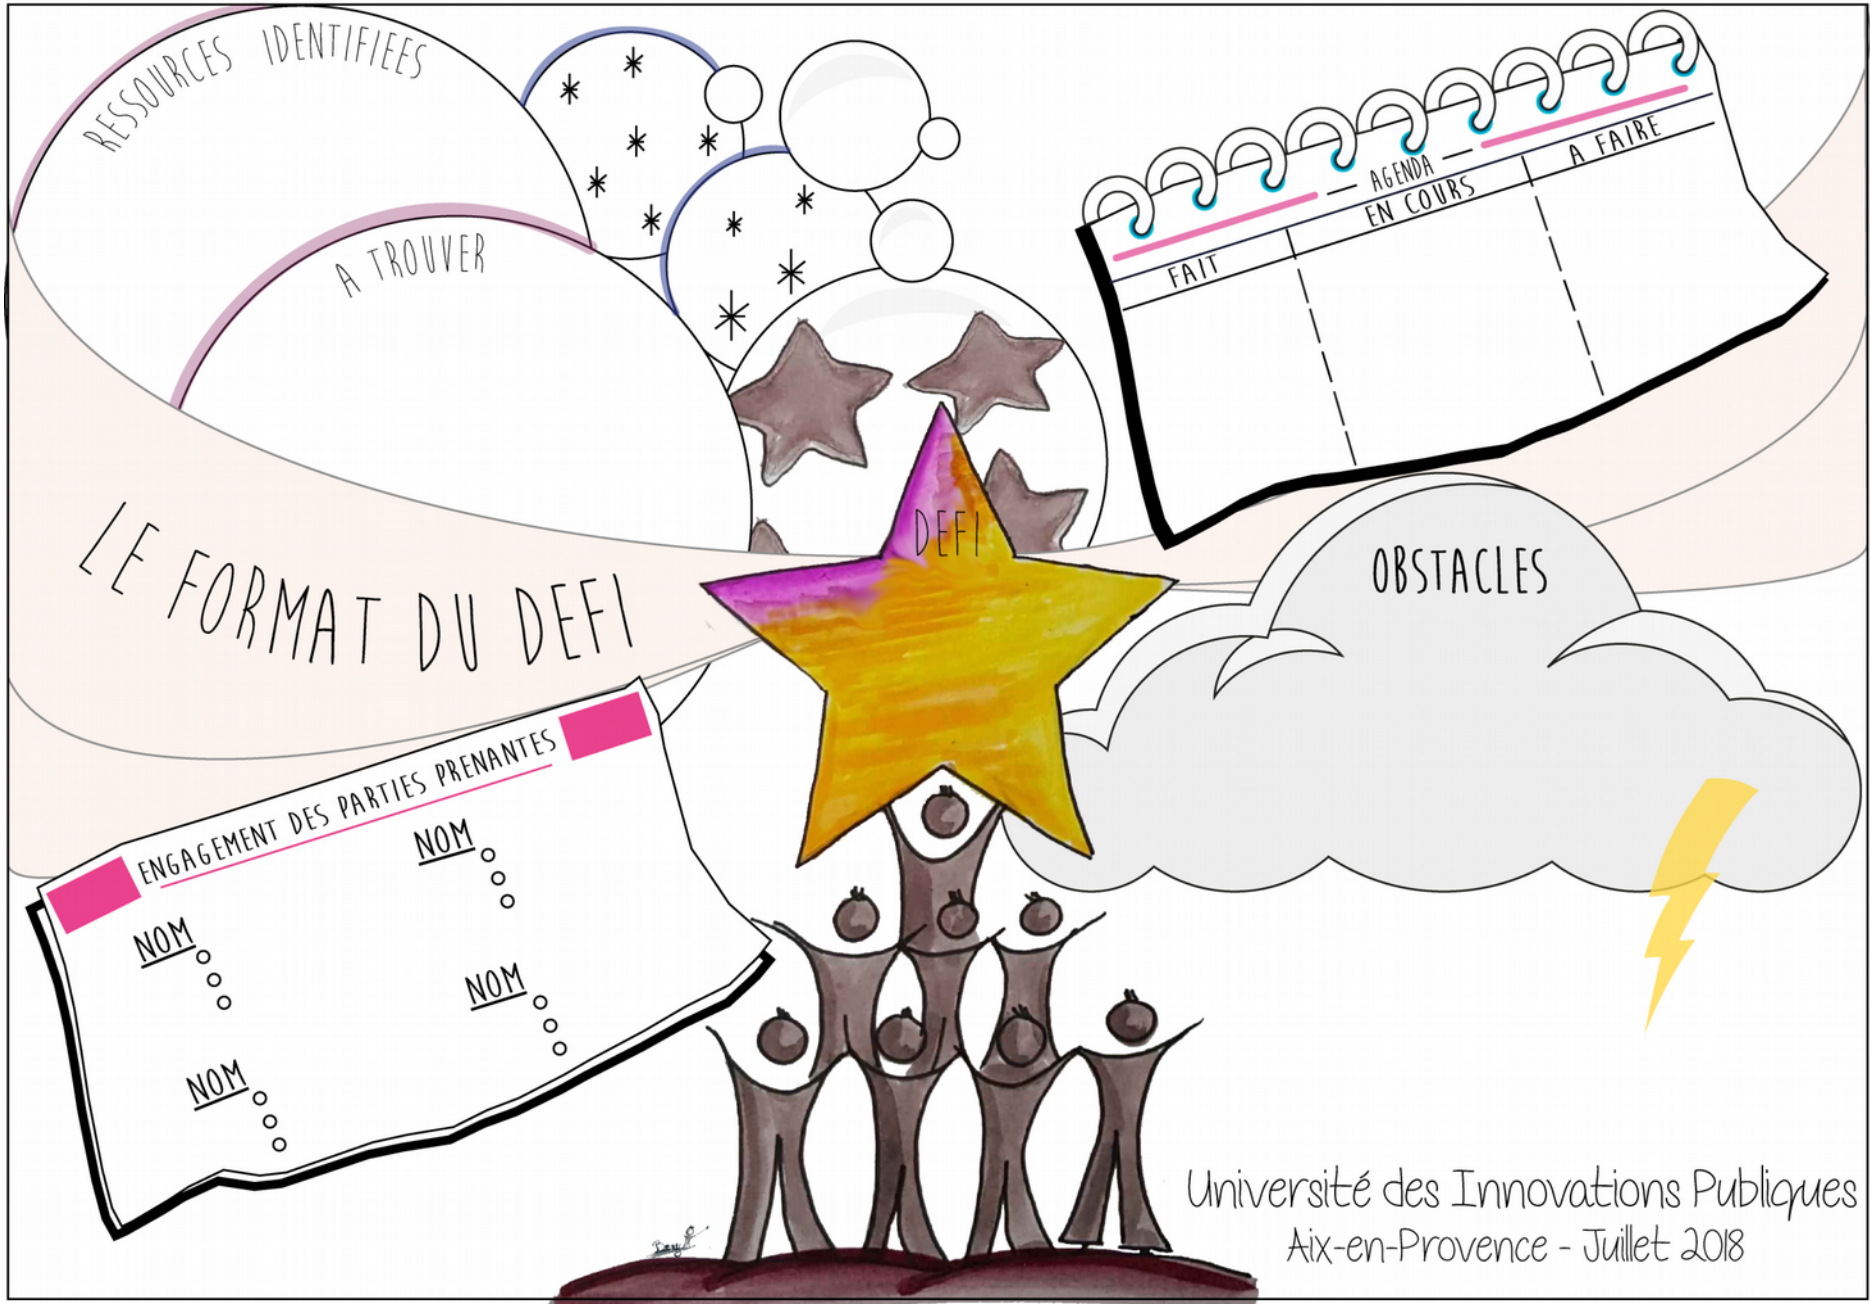 RESSOURCES IDENTIFIEES
A TROUVER
AGENDA
FAIT
EN COURS
A FAIRE
LE FORMAT DU DEFI
DEFI
OBSTACLES
ENGAGEMENT DES PARTIES PRENANTES
NOM
NOM
NOM
NOM
Université des Innovations Publiques
Aix-en-Provence - Juillet 2018